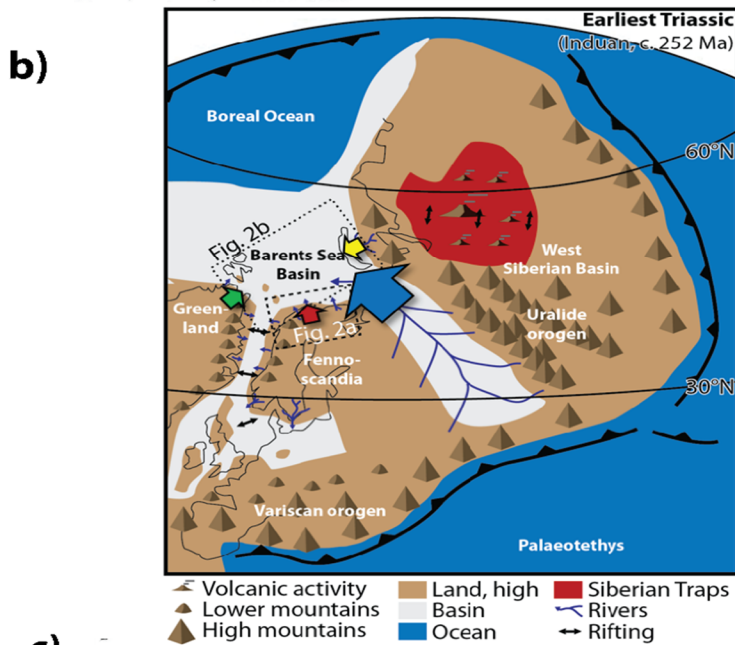 b)
Earliest Triassic
(Induan, c. 252 Ma)
Boreal Ocean
60°N
Fig. 2b
Barents Sea
Basin
West
Siberian Basin
Green-
land
Uralide
orogen
Fig. 2a
Fenno-
scandia
30°N
Variscan orogen
Palaeotethys
Volcanic activity
Land, high
Siberian Traps
Lower mountains
Basin
Rivers
High mountains
Ocean
Rifting